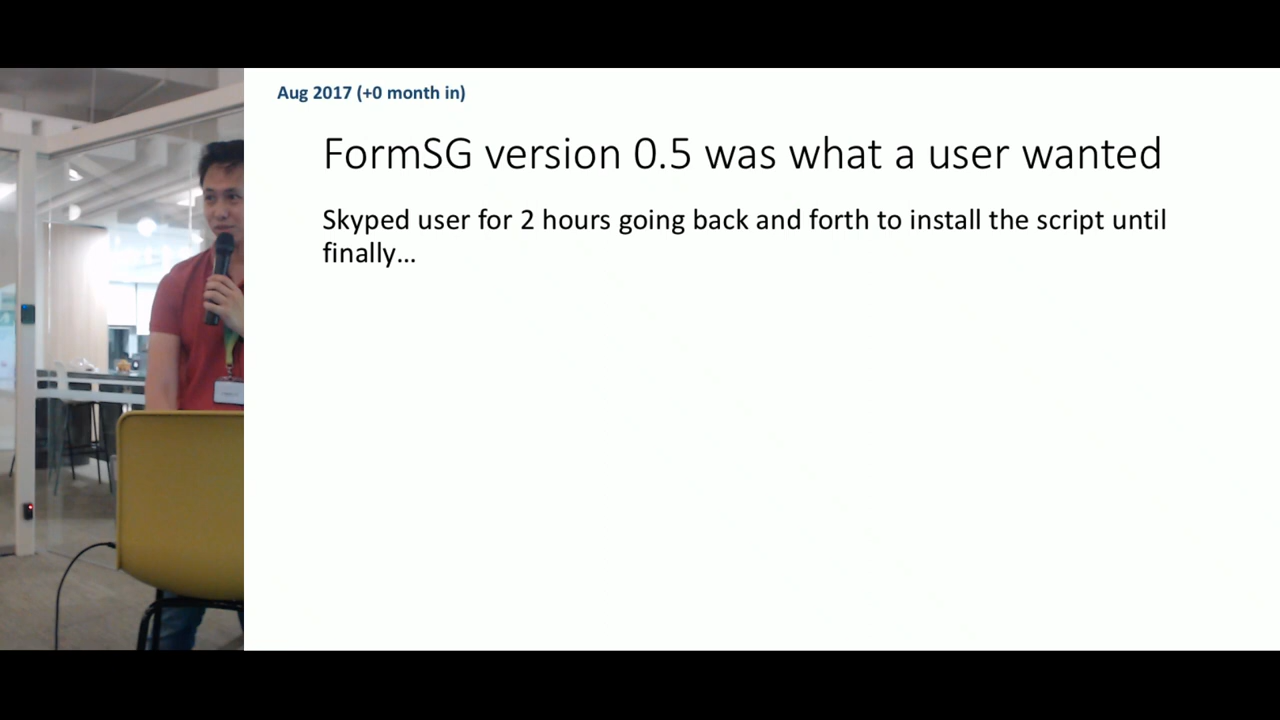 Aug 2017 (+0 month in)
FormSG version 0.5 was what a user wanted
Skyped user for 2 hours going back and forth to install the script until
finally...